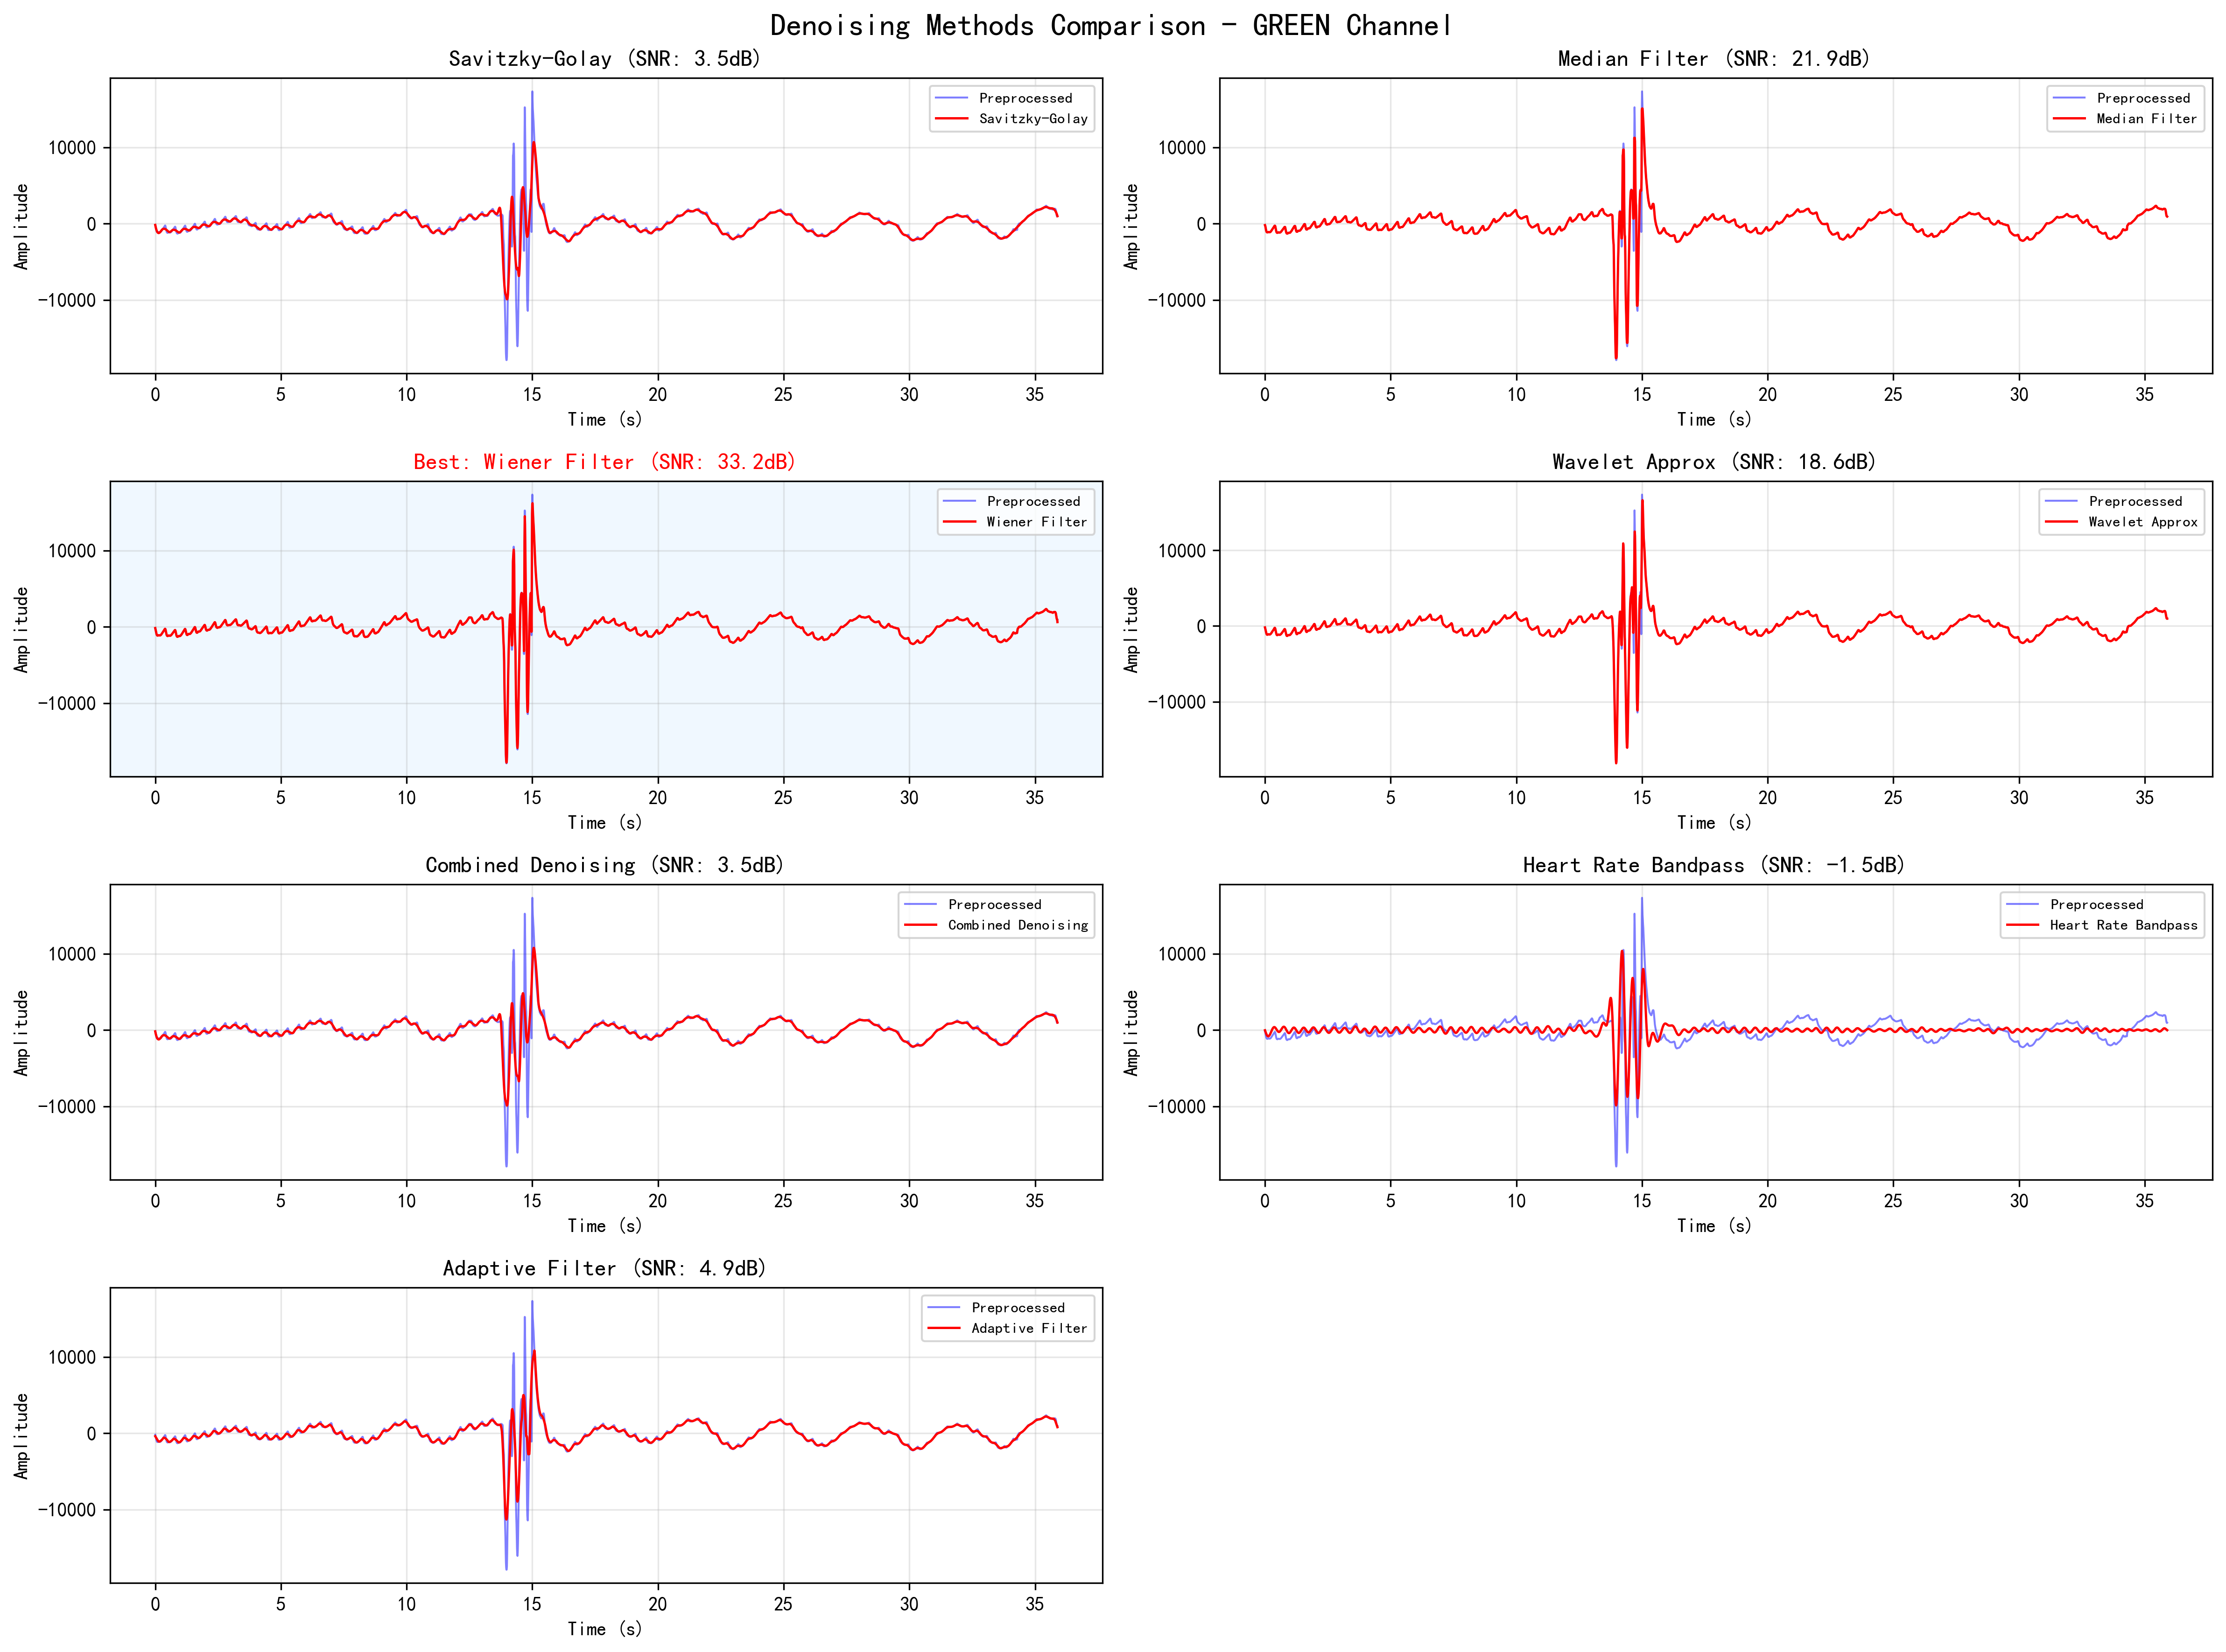 Denoising Methods Comparison - GREEN Channel
Savitzky-Golay (SNR: 3.5dB)
Preprocessed
Savitzky-Golay
Amplitude
10000
0
-10000
0 5 10 15 20 25 30 35
Time (s)
Median Filter (SNR: 21.9dB)
Preprocessed
Median Filter
Amplitude
10000
0
-10000
0 5 10 15 20 25 30 35
Time (s)
Best: Wiener Filter (SNR: 33.2dB)
Preprocessed
Wiener Filter
Amplitude
10000
0
-10000
0 5 10 15 20 25 30 35
Time (s)
Wavelet Approx (SNR: 18.6dB)
Preprocessed
Wavelet Approx
Amplitude
10000
0
-10000
0 5 10 15 20 25 30 35
Time (s)
Combined Denoising (SNR: 3.5dB)
Preprocessed
Combined Denoising
Amplitude
10000
0
-10000
0 5 10 15 20 25 30 35
Time (s)
Heart Rate Bandpass (SNR: -1.5dB)
Preprocessed
Heart Rate Bandpass
Amplitude
10000
0
-10000
0 5 10 15 20 25 30 35
Time (s)
Adaptive Filter (SNR: 4.9dB)
Preprocessed
Adaptive Filter
Amplitude
10000
0
-10000
0 5 10 15 20 25 30 35
Time (s)